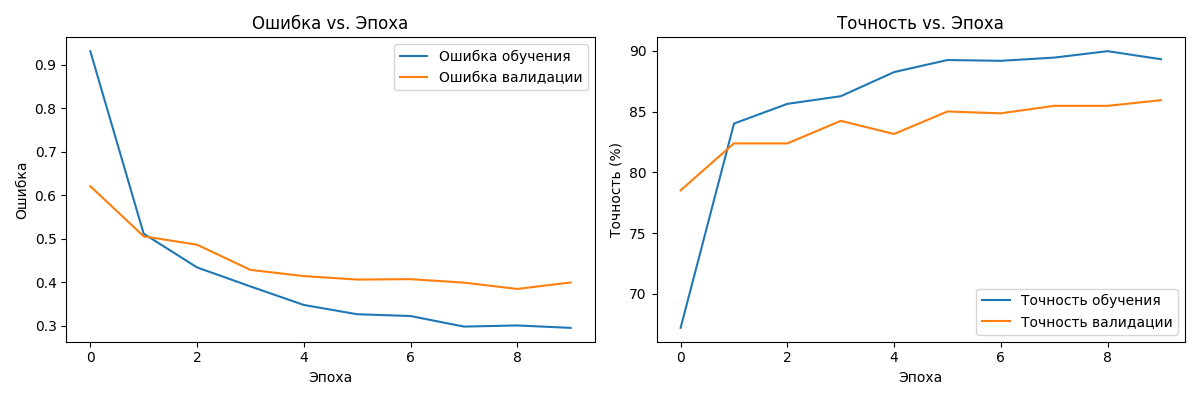 Ошибка vs. Эпоха
0.9
0.8
0.7
0.6
0.5
0.4
0.3
Ошибка
Ошибка обучения
Ошибка валидации
0 2 4 6 8
Эпоха
Точность vs. Эпоха
90
85
80
75
70
Точность (%)
Точность обучения
Точность валидации
0 2 4 6 8
Эпоха